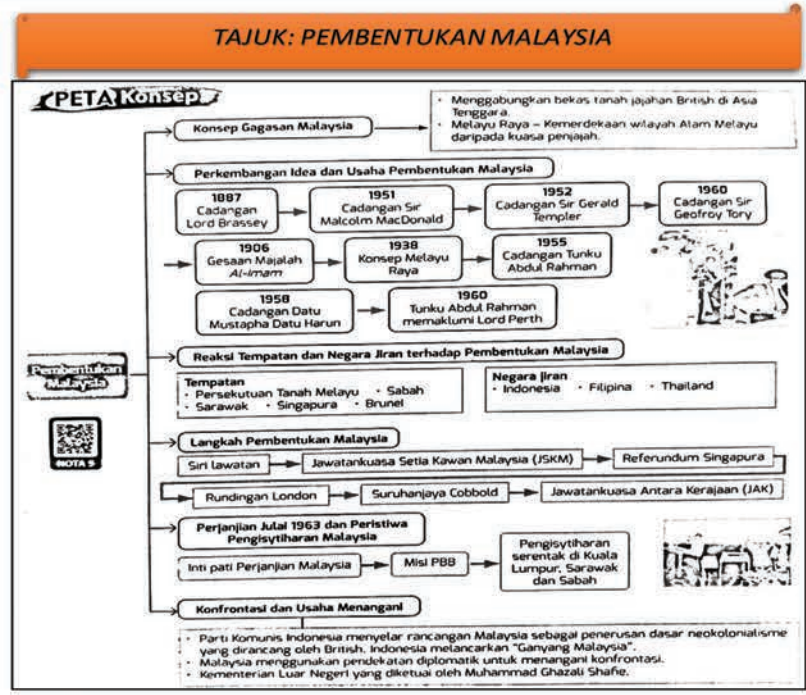 TAJUK: PEMBENTUKAN MALAYSIA
PETA Konsep
Konsep Gagasan Malaysia
• Menggabungkan bekas tanah jajahan British di Asia
Tenggara.
• Melayu Raya – Kemerdekaan wilayah Alam Melayu
daripada kuasa penjajah.
Perkembangan Idea dan Usaha Pembentukan Malaysia
1887
Cadangan
Lord Brassey
1951
Cadangan Sir
Malcolm MacDonald
1952
Cadangan Sir Gerald
Templer
1960
Cadangan Sir
Geofroy Tory
1906
Gesaan Majalah
Al-Imam
1938
Konsep Melayu
Raya
1955
Cadangan Tunku
Abdul Rahman
1958
Cadangan Datu
Mustapha Datu Harun
1960
Tunku Abdul Rahman
memaklumi Lord Perth
Pembentukan
Malaysia
NOTA 5
Reaksi Tempatan dan Negara Jiran terhadap Pembentukan Malaysia
Tempatan
• Persekutuan Tanah Melayu • Sabah
• Sarawak • Singapura • Brunei
Negara Jiran
• Indonesia • Filipina • Thailand
Langkah Pembentukan Malaysia
Siri lawatan
Jawatankuasa Setia Kawan Malaysia (JSKM)
Referendum Singapura
Rundingan London
Suruhanjaya Cobbold
Jawatankuasa Antara Kerajaan (JAK)
Perjanjian Julai 1963 dan Peristiwa
Pengisytiharan Malaysia
Inti pati Perjanjian Malaysia
Misi PBB
Pengisytiharan
serentak di Kuala
Lumpur, Sarawak
dan Sabah
Konfrontasi dan Usaha Menangani
• Parti Komunis Indonesia menyelar rancangan Malaysia sebagai penerusan dasar neokolonialisme
yang dirancang oleh British. Indonesia melancarkan "Ganyang Malaysia".
• Malaysia menggunakan pendekatan diplomatik untuk menangani konfrontasi.
• Kementerian Luar Negeri yang diketuai oleh Muhammad Ghazali Shafie.